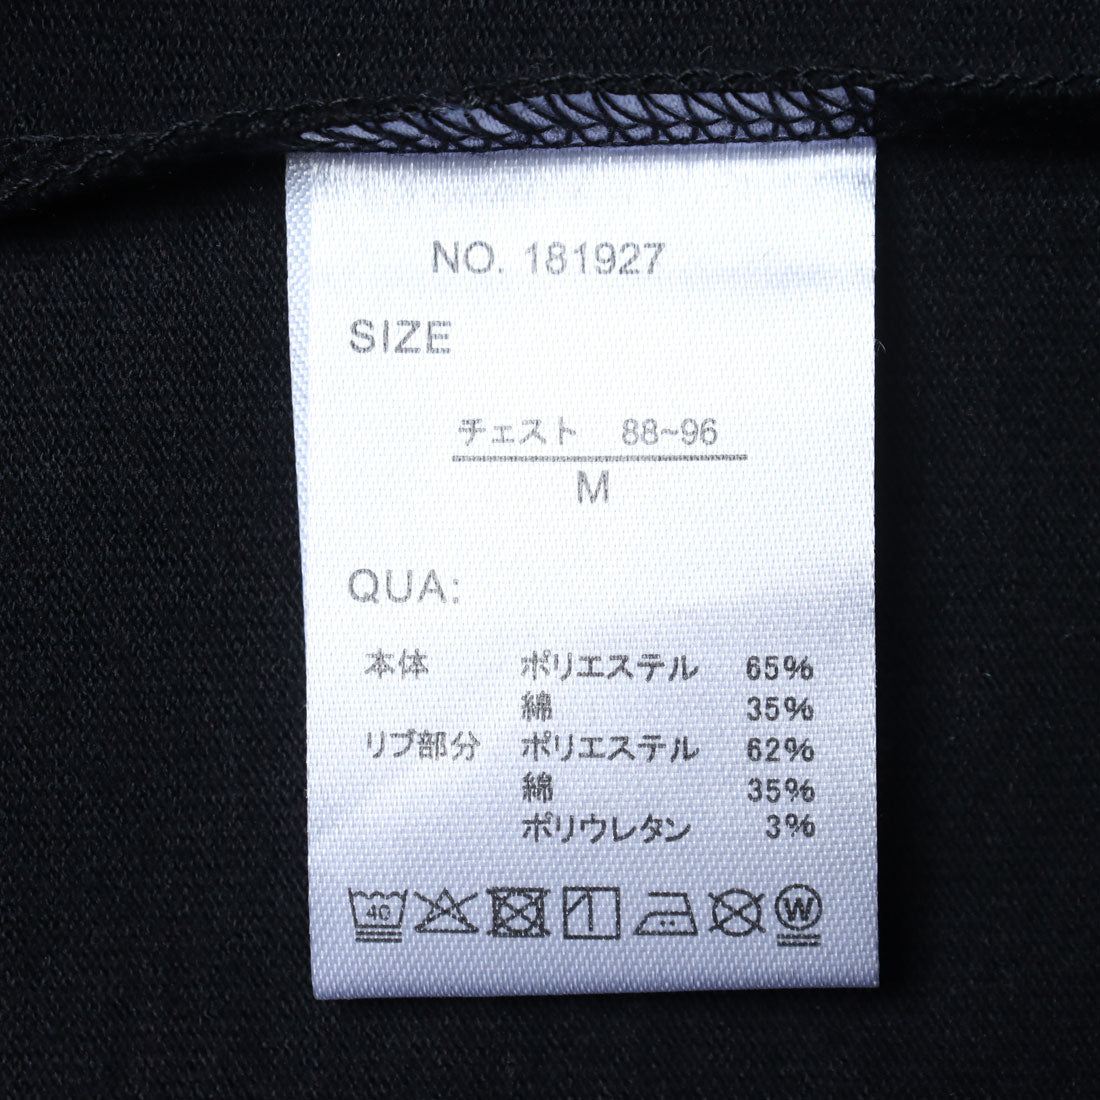 NO. 181927
SIZE
チェスト 88~96
M
QUA:
本体 ポリエステル 65%
綿 35%
リブ部分 ポリエステル 62%
綿 35%
ポリウレタン 3%
40 W